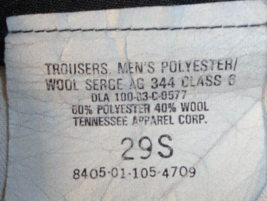 TROUSERS, MEN'S POLYESTER/
WOOL SERGE AG 344 CLASS 6
DLA 100-83-C-0577
60% POLYESTER 40% WOOL
TENNESSEE APPAREL CORP.
29S
8405-01-105-4709